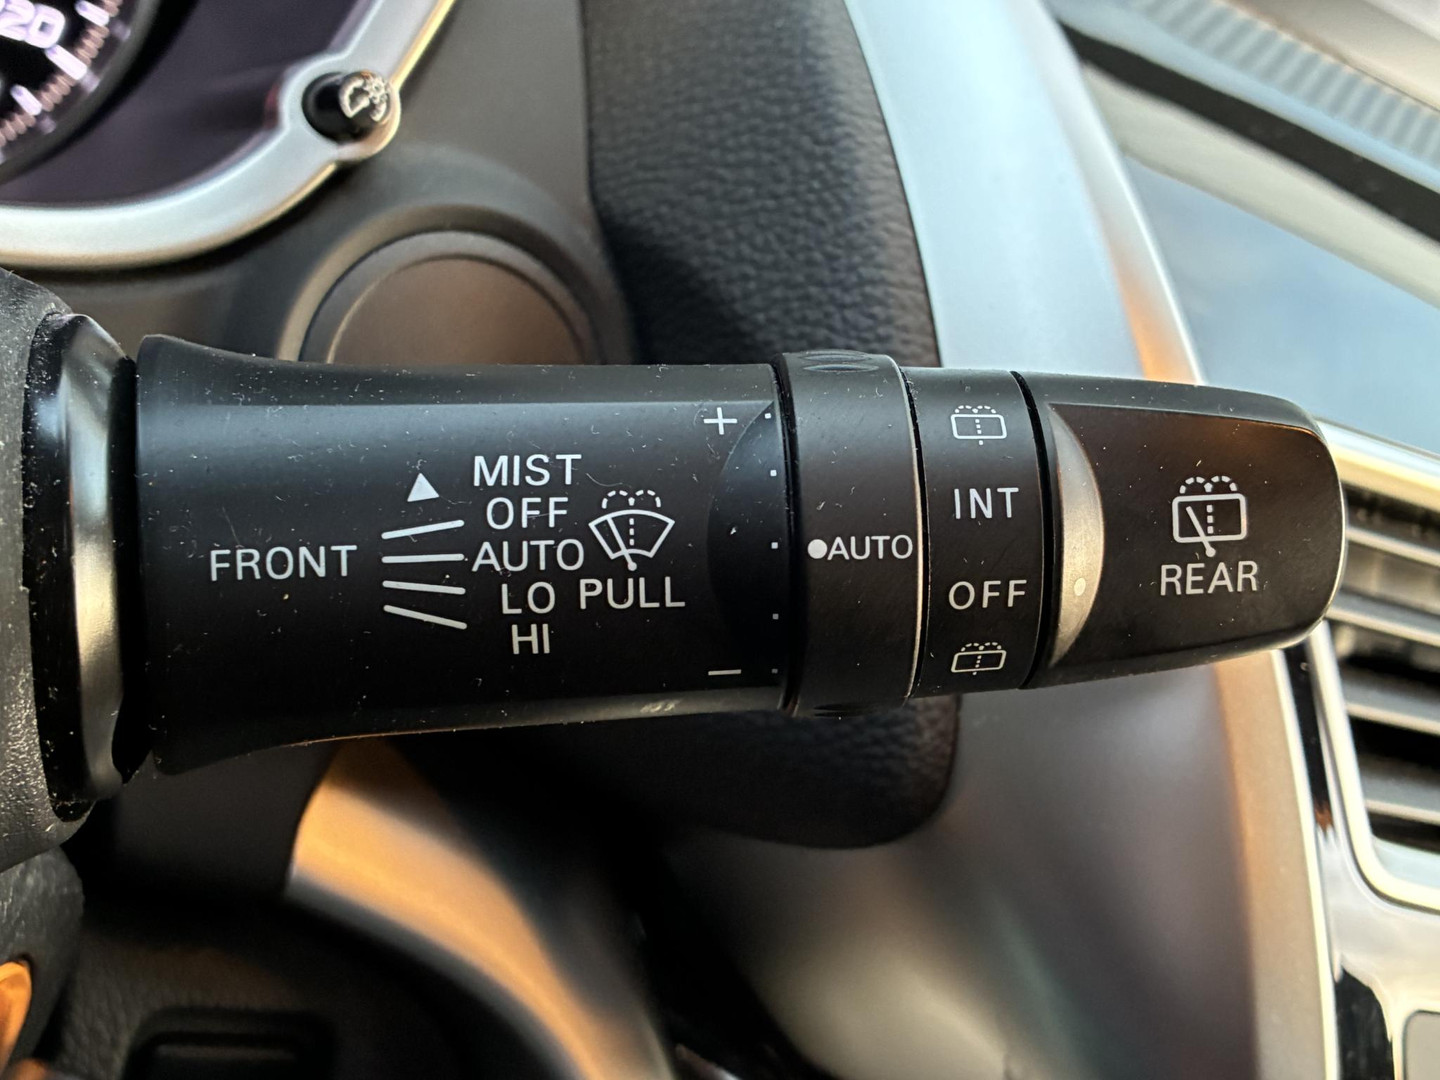 20
FRONT
MIST
OFF
AUTO
LO
HI
PULL
+
−
●AUTO
INT
OFF
REAR